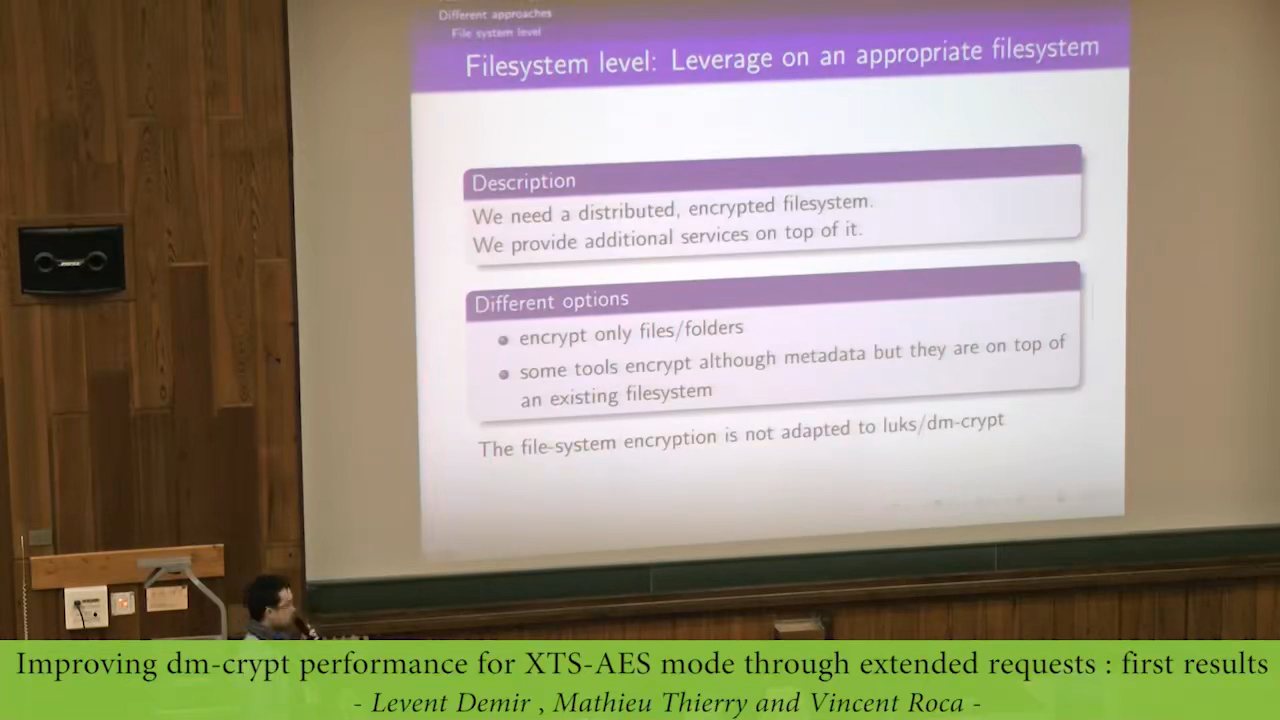 Different approaches
File system level
Filesystem level: Leverage on an appropriate filesystem
Description
We need a distributed, encrypted filesystem.
We provide additional services on top of it.
Different options
encrypt only files/folders
some tools encrypt although metadata but they are on top of
an existing filesystem
The file-system encryption is not adapted to luks/dm-crypt
BOSE
Improving dm-crypt performance for XTS-AES mode through extended requests : first results
- Levent Demir , Mathieu Thierry and Vincent Roca -